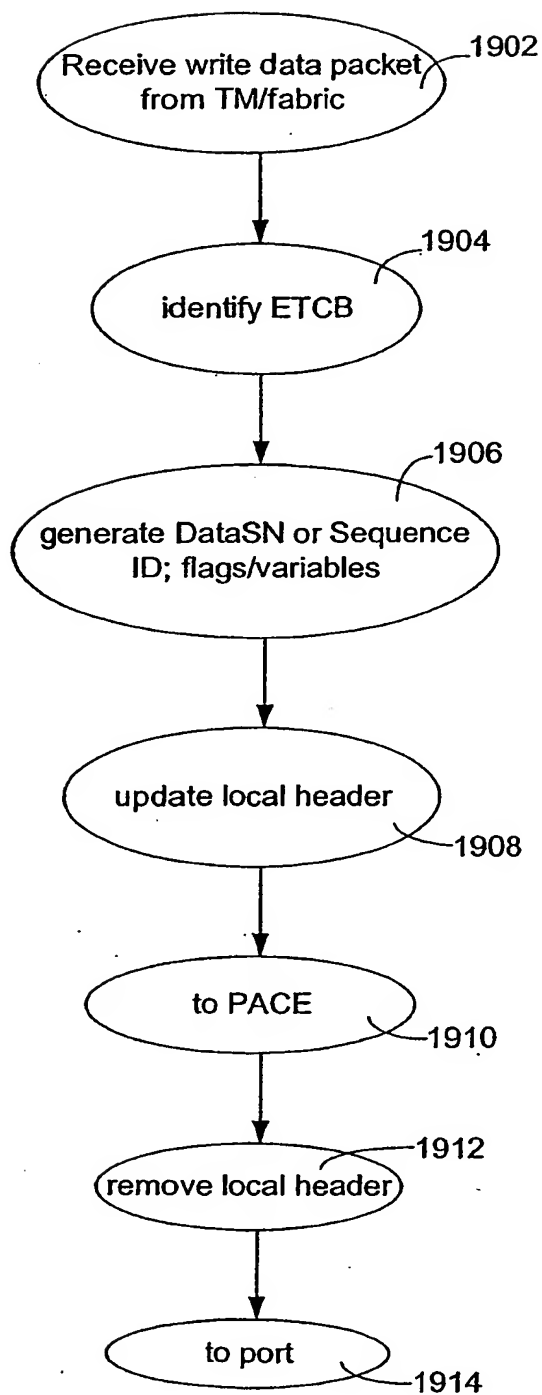 Receive write data packet
from TM/fabric
1902
1904
identify ETCB
1906
generate DataSN or Sequence
ID; flags/variables
update local header
1908
to PACE
1910
1912
remove local header
to port
1914